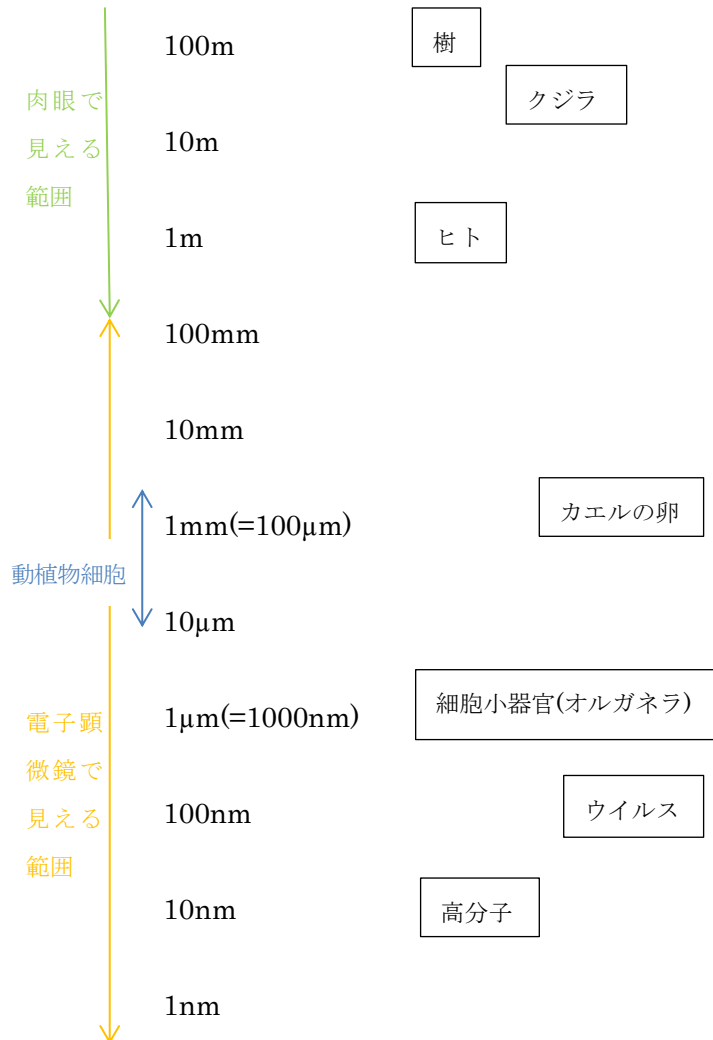 100m
樹
クジラ
肉眼で
見える
範囲
10m
1m
ヒト
100mm
10mm
1mm(=100µm)
カエルの卵
動植物細胞
10µm
1µm(=1000nm)
細胞小器官(オルガネラ)
電子顕
微鏡で
見える
範囲
100nm
ウイルス
10nm
高分子
1nm